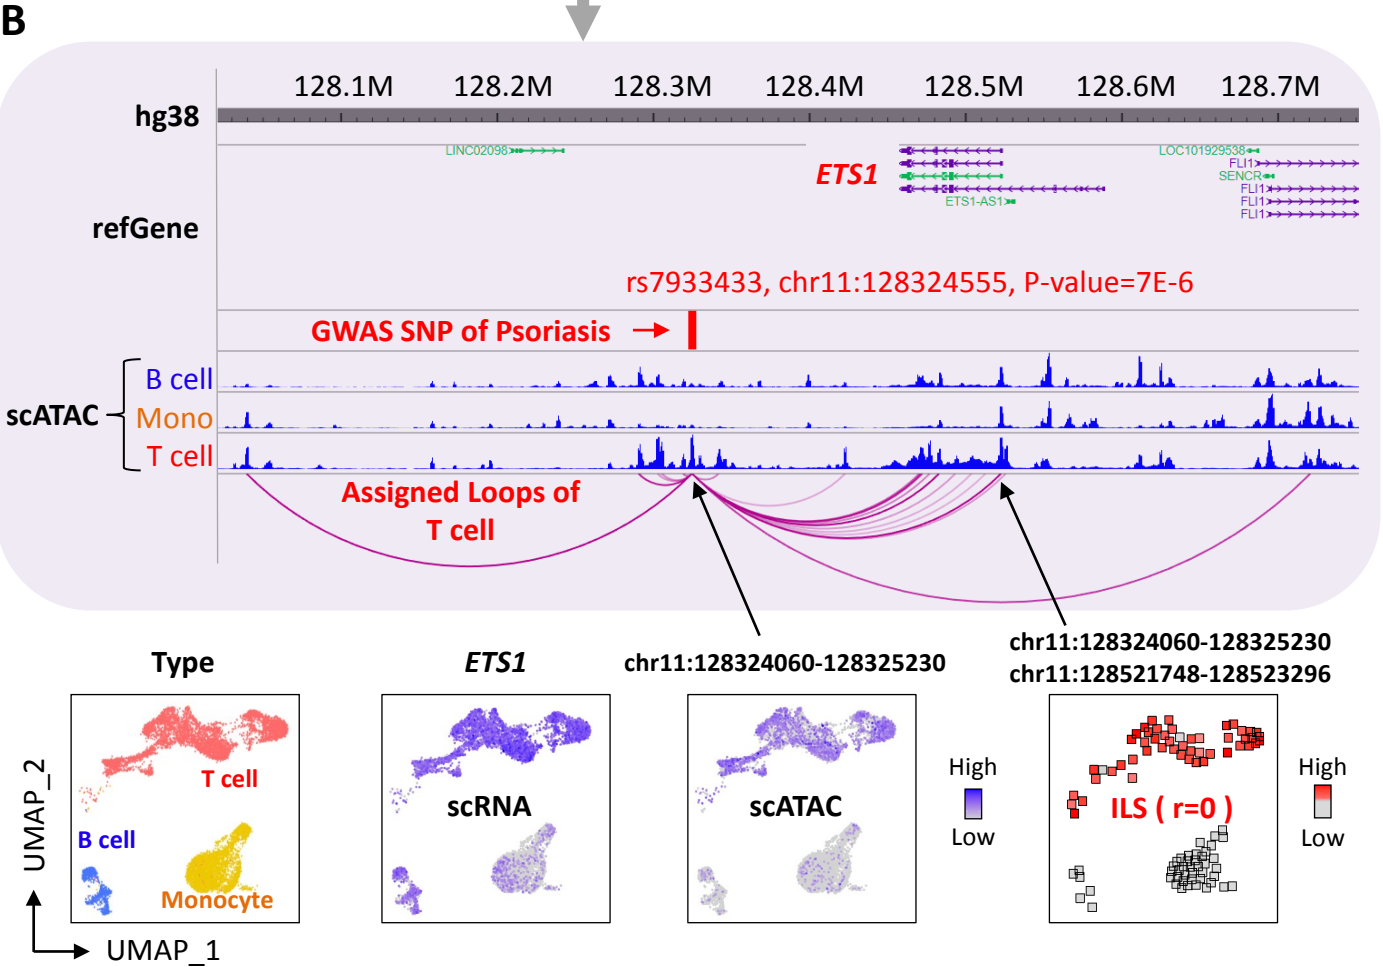 B
128.1M 128.2M 128.3M 128.4M 128.5M 128.6M 128.7M
hg38
LINC02098
LOC101929538
FLI1
ETS1
SENCR
FLI1
ETS1-AS1
FLI1
FLI1
refGene
rs7933433, chr11:128324555, P-value=7E-6
GWAS SNP of Psoriasis
scATAC
B cell
Mono
T cell
Assigned Loops of
T cell
Type
ETS1
chr11:128324060-128325230
chr11:128324060-128325230
chr11:128521748-128523296
T cell
B cell
Monocyte
scRNA
scATAC
High
Low
ILS ( r=0 )
High
Low
UMAP_2
UMAP_1